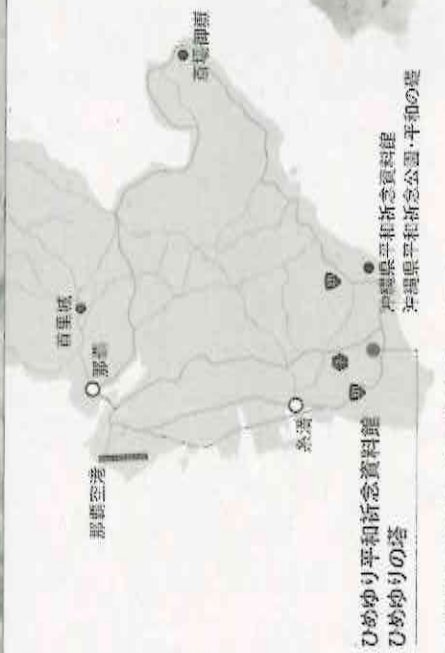 斎場御嶽
首里城
那覇
那覇空港
糸満
沖縄県平和祈念資料館
沖縄県平和祈念公園・平和の塔
ひめゆり平和祈念資料館
ひめゆりの塔